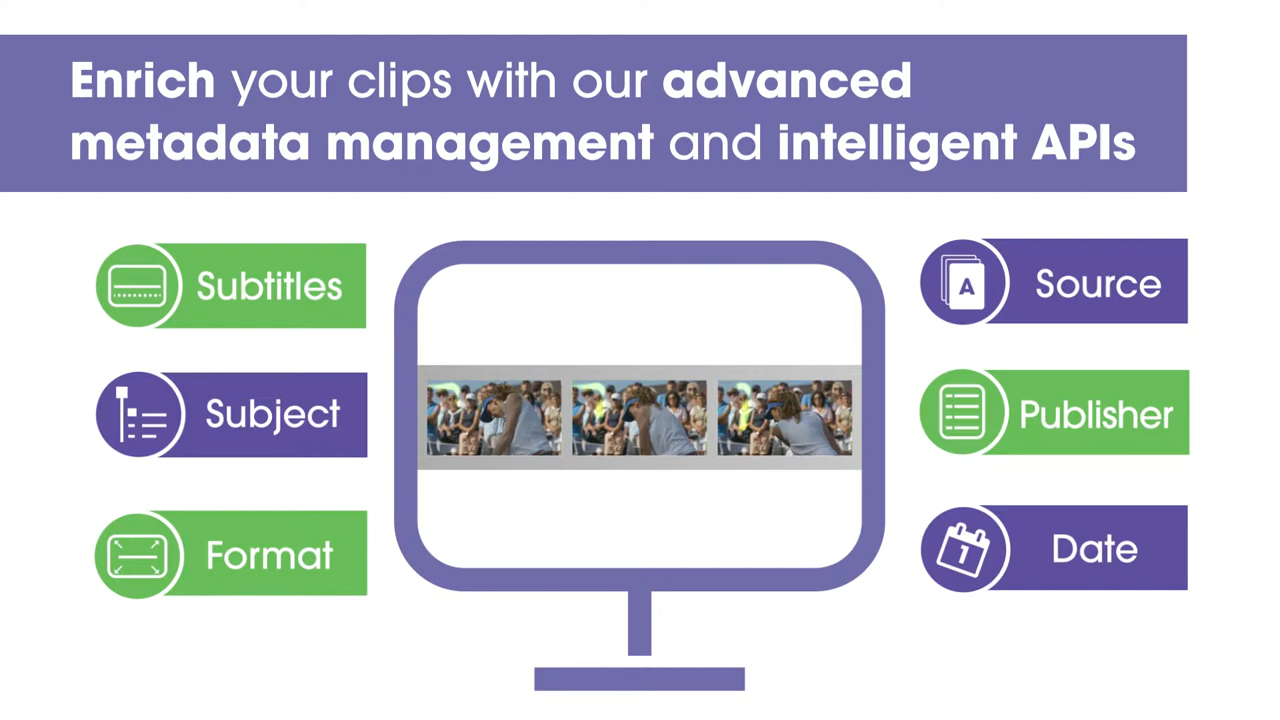 Enrich your clips with our advanced
metadata management and intelligent APIs
Subtitles
Subject
Format
A
Source
Publisher
1
Date